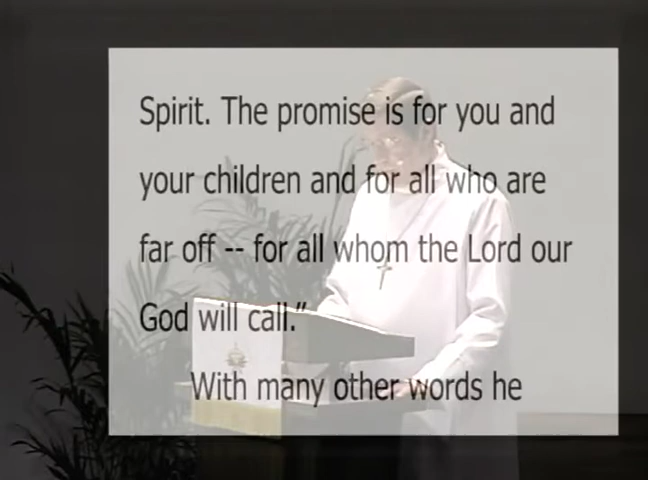 Spirit. The promise is for you and
your children and for all who are
far off -- for all whom the Lord our
God will call.”
With many other words he